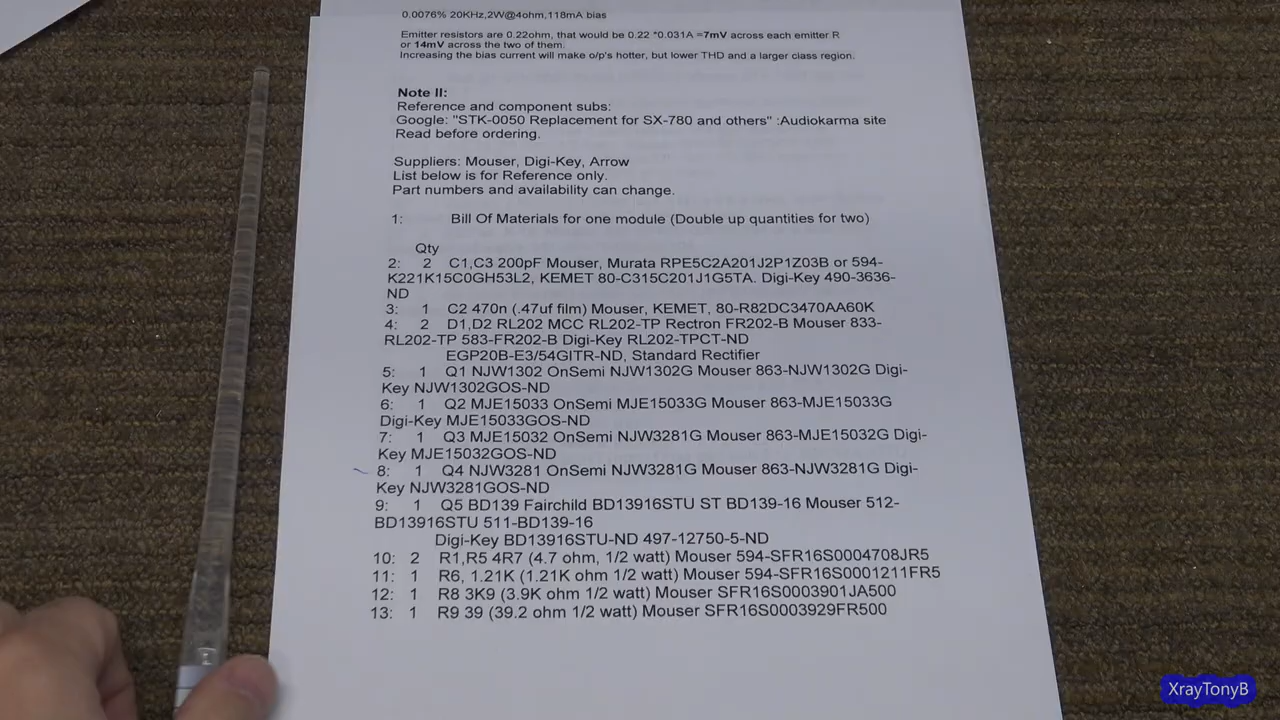 0.0076% 20KHz,2W@4ohm,118mA bias
Emitter resistors are 0.22ohm, that would be 0.22 *0.031A =7mV across each emitter R
or 14mV across the two of them.
Increasing the bias current will make o/p's hotter, but lower THD and a larger class region.
Note II:
Reference and component subs:
Google: "STK-0050 Replacement for SX-780 and others" :Audiokarma site
Read before ordering.
Suppliers: Mouser, Digi-Key, Arrow
List below is for Reference only.
Part numbers and availability can change.
1: Bill Of Materials for one module (Double up quantities for two)
Qty
2: 2 C1,C3 200pF Mouser, Murata RPE5C2A201J2P1Z03B or 594-
K221K15C0GH53L2, KEMET 80-C315C201J1G5TA. Digi-Key 490-3636-
ND
3: 1 C2 470n (.47uf film) Mouser, KEMET, 80-R82DC3470AA60K
4: 2 D1,D2 RL202 MCC RL202-TP Rectron FR202-B Mouser 833-
RL202-TP 583-FR202-B Digi-Key RL202-TPCT-ND
EGP20B-E3/54GITR-ND, Standard Rectifier
5: 1 Q1 NJW1302 OnSemi NJW1302G Mouser 863-NJW1302G Digi-
Key NJW1302GOS-ND
6: 1 Q2 MJE15033 OnSemi MJE15033G Mouser 863-MJE15033G
Digi-Key MJE15033GOS-ND
7: 1 Q3 MJE15032 OnSemi NJW3281G Mouser 863-MJE15032G Digi-
Key MJE15032GOS-ND
8: 1 Q4 NJW3281 OnSemi NJW3281G Mouser 863-NJW3281G Digi-
Key NJW3281GOS-ND
9: 1 Q5 BD139 Fairchild BD13916STU ST BD139-16 Mouser 512-
BD13916STU 511-BD139-16
Digi-Key BD13916STU-ND 497-12750-5-ND
10: 2 R1,R5 4R7 (4.7 ohm, 1/2 watt) Mouser 594-SFR16S0004708JR5
11: 1 R6, 1.21K (1.21K ohm 1/2 watt) Mouser 594-SFR16S0001211FR5
12: 1 R8 3K9 (3.9K ohm 1/2 watt) Mouser SFR16S0003901JA500
13: 1 R9 39 (39.2 ohm 1/2 watt) Mouser SFR16S0003929FR500
XrayTonyB